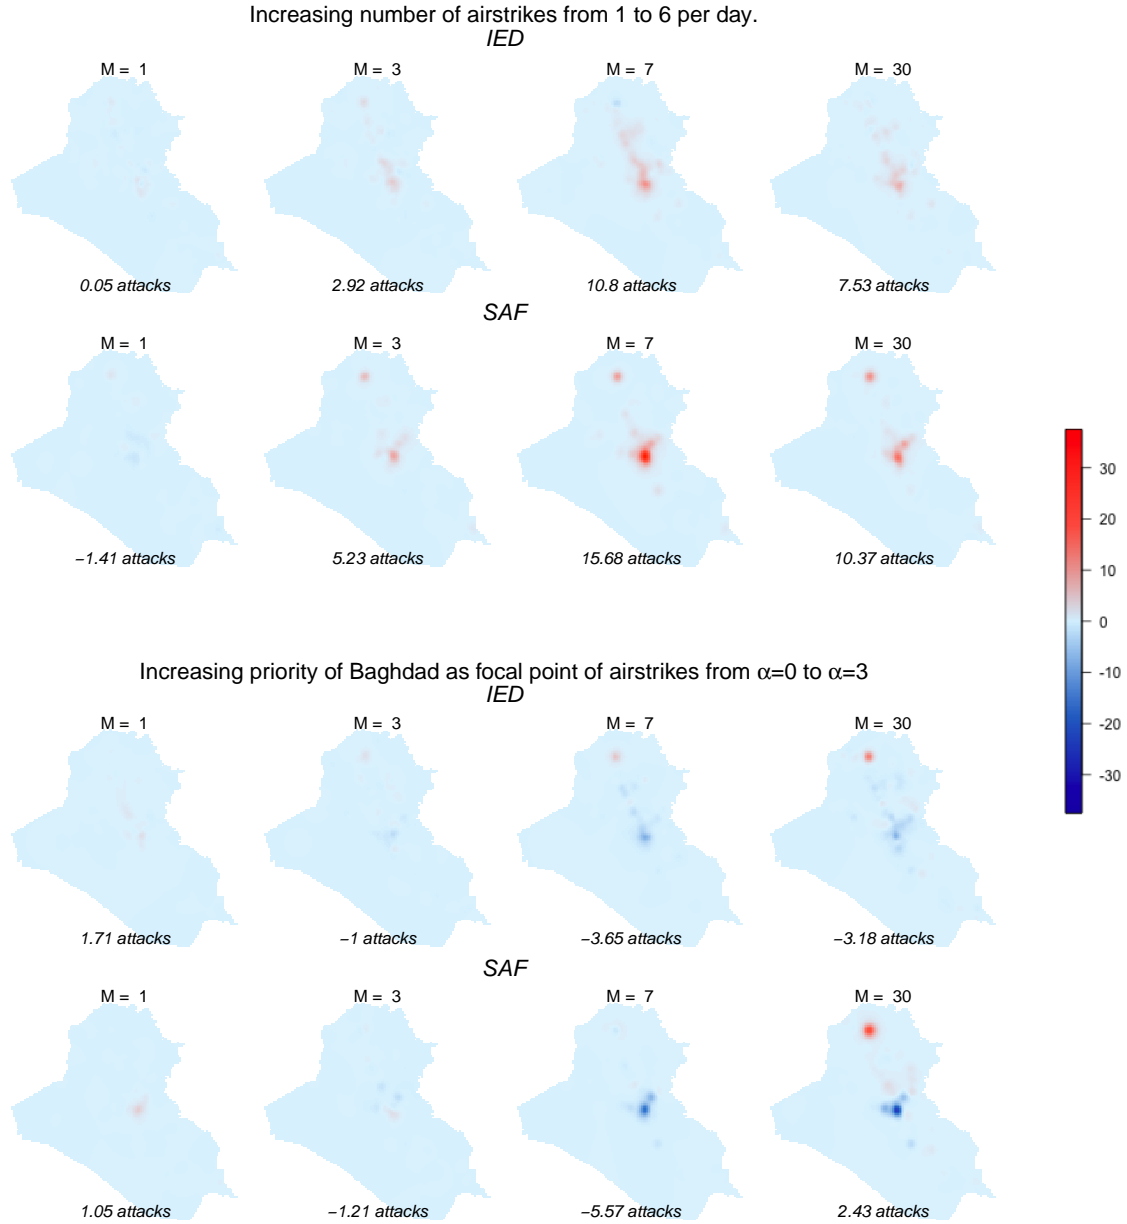 Increasing number of airstrikes from 1 to 6 per day.
IED
M = 1 M = 3 M = 7 M = 30
0.05 attacks 2.92 attacks 10.8 attacks 7.53 attacks
SAF
M = 1 M = 3 M = 7 M = 30
−1.41 attacks 5.23 attacks 15.68 attacks 10.37 attacks
30
20
10
0
-10
-20
-30
Increasing priority of Baghdad as focal point of airstrikes from α=0 to α=3
IED
M = 1 M = 3 M = 7 M = 30
1.71 attacks −1 attacks −3.65 attacks −3.18 attacks
SAF
M = 1 M = 3 M = 7 M = 30
1.05 attacks −1.21 attacks −5.57 attacks 2.43 attacks